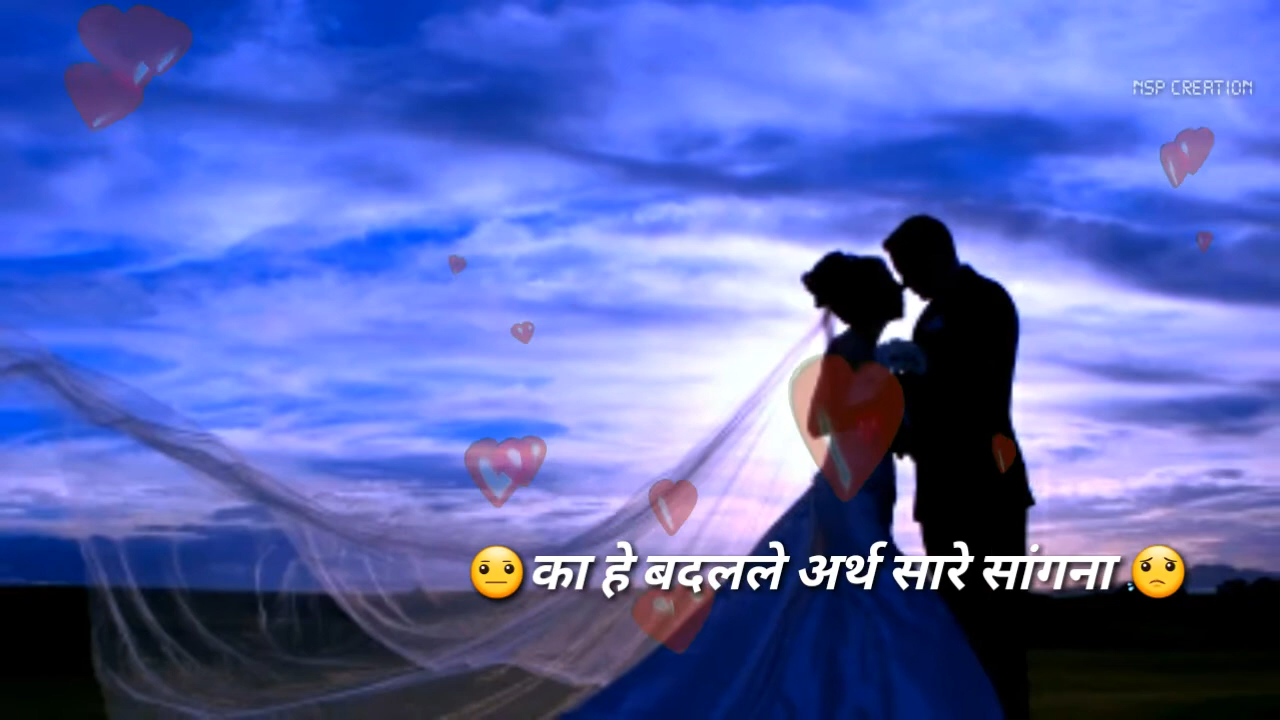 NSP CREATION
😐का हे बदलले अर्थ सारे सांगना .😟